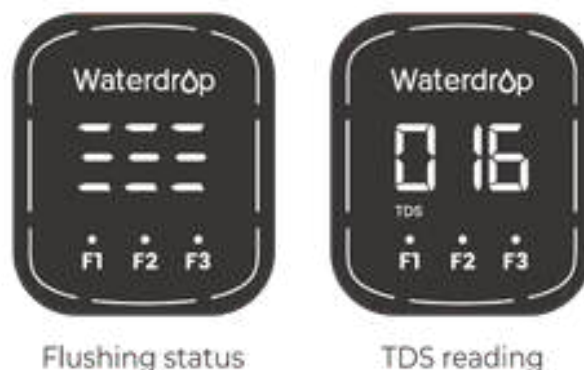 Waterdrop
F1 F2 F3
Flushing status
Waterdrop
016
TDS
F1 F2 F3
TDS reading